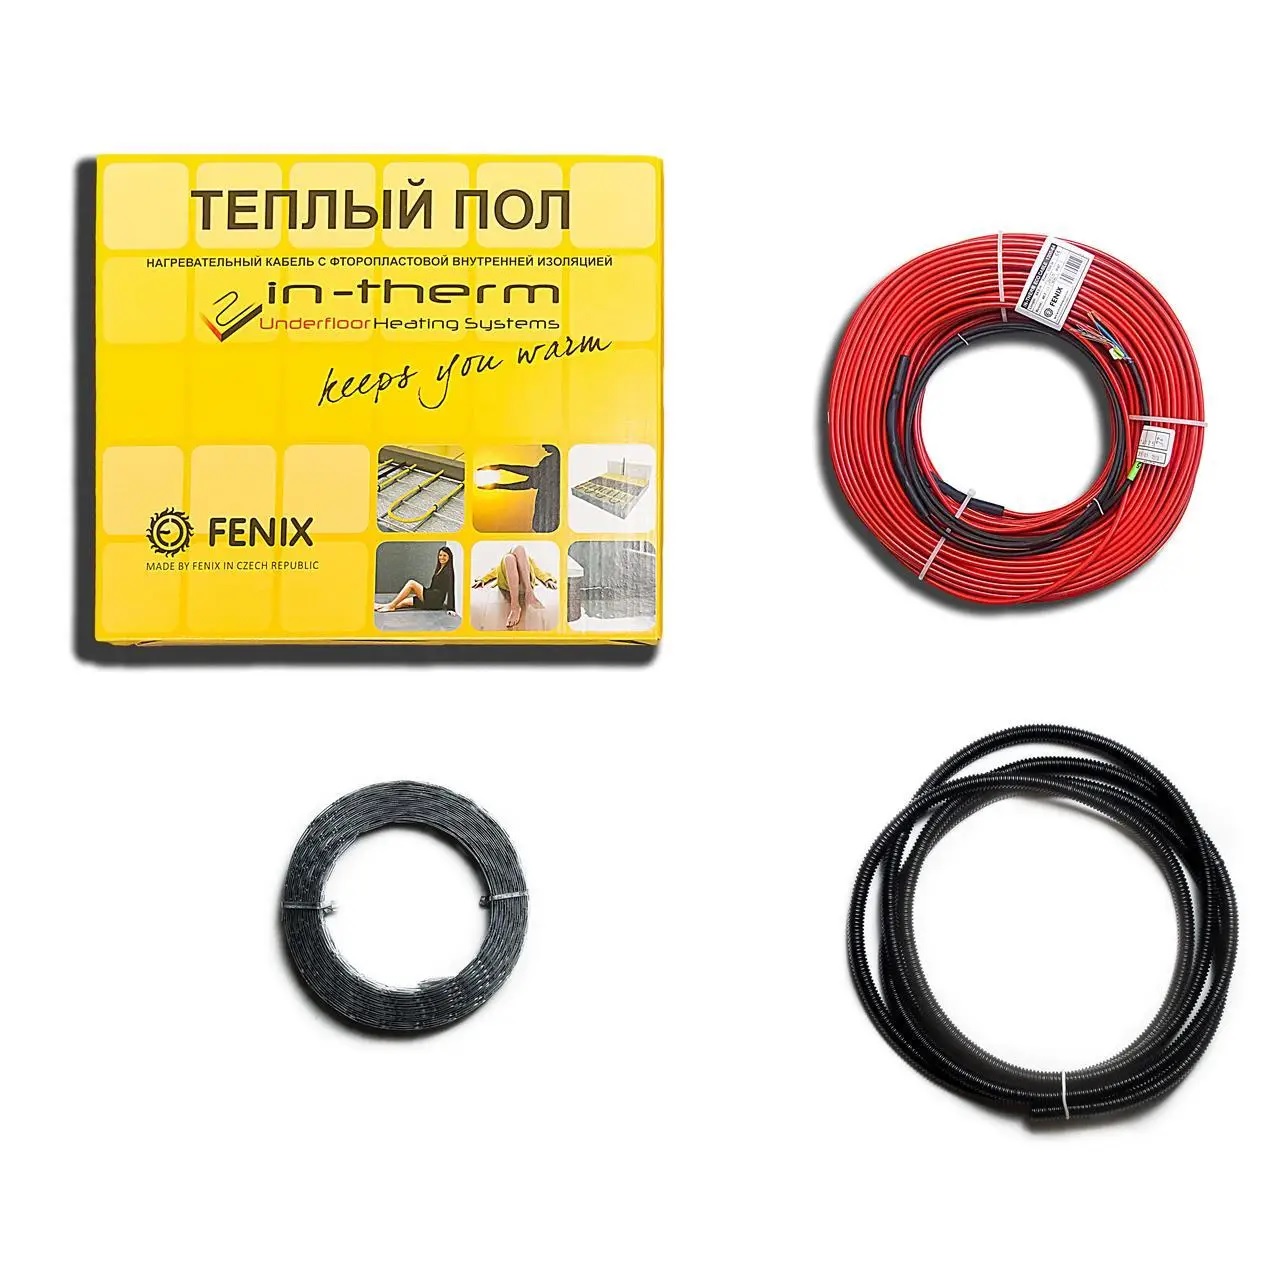 ТЕПЛЫЙ ПОЛ
НАГРЕВАТЕЛЬНЫЙ КАБЕЛЬ С ФТОРОПЛАСТОВОЙ ВНУТРЕННЕЙ ИЗОЛЯЦИЕЙ
in-therm
Underfloor Heating Systems
keeps you warm
FENIX
MADE BY FENIX IN CZECH REPUBLIC
FENIX